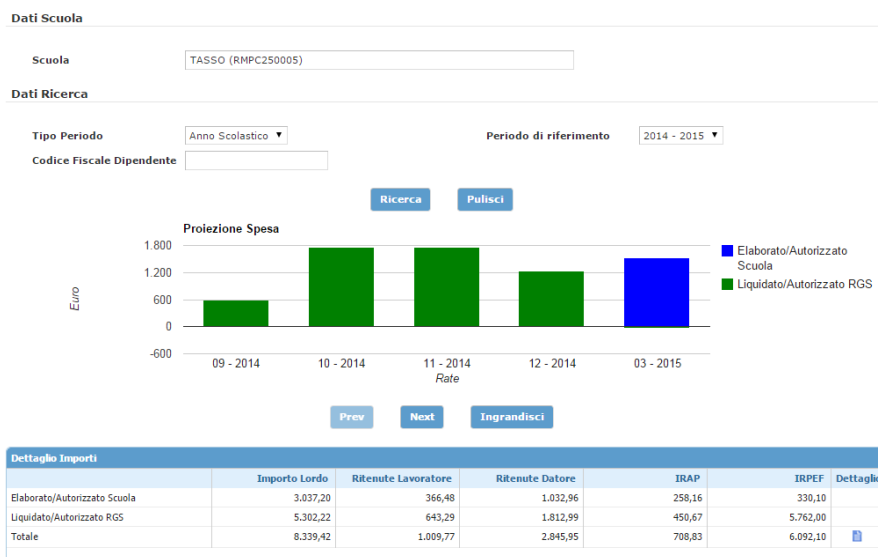 Dati Scuola
Scuola TASSO (RMPC250005)
Dati Ricerca
Tipo Periodo Anno Scolastico Periodo di riferimento 2014 - 2015
Codice Fiscale Dipendente
Ricerca Pulisci
Proiezione Spesa
1.800
1.200
600
0
-600
Euro
09 - 2014 10 - 2014 11 - 2014 12 - 2014 03 - 2015
Rate
Elaborato/Autorizzato
Scuola
Liquidato/Autorizzato RGS
Prev Next Ingrandisci
Dettaglio Importi
Importo Lordo Ritenute Lavoratore Ritenute Datore IRAP IRPEF Dettaglio
Elaborato/Autorizzato Scuola 3.037,20 366,48 1.032,96 258,16 330,10
Liquidato/Autorizzato RGS 5.302,22 643,29 1.812,99 450,67 5.762,00
Totale 8.339,42 1.009,77 2.845,95 708,83 6.092,10